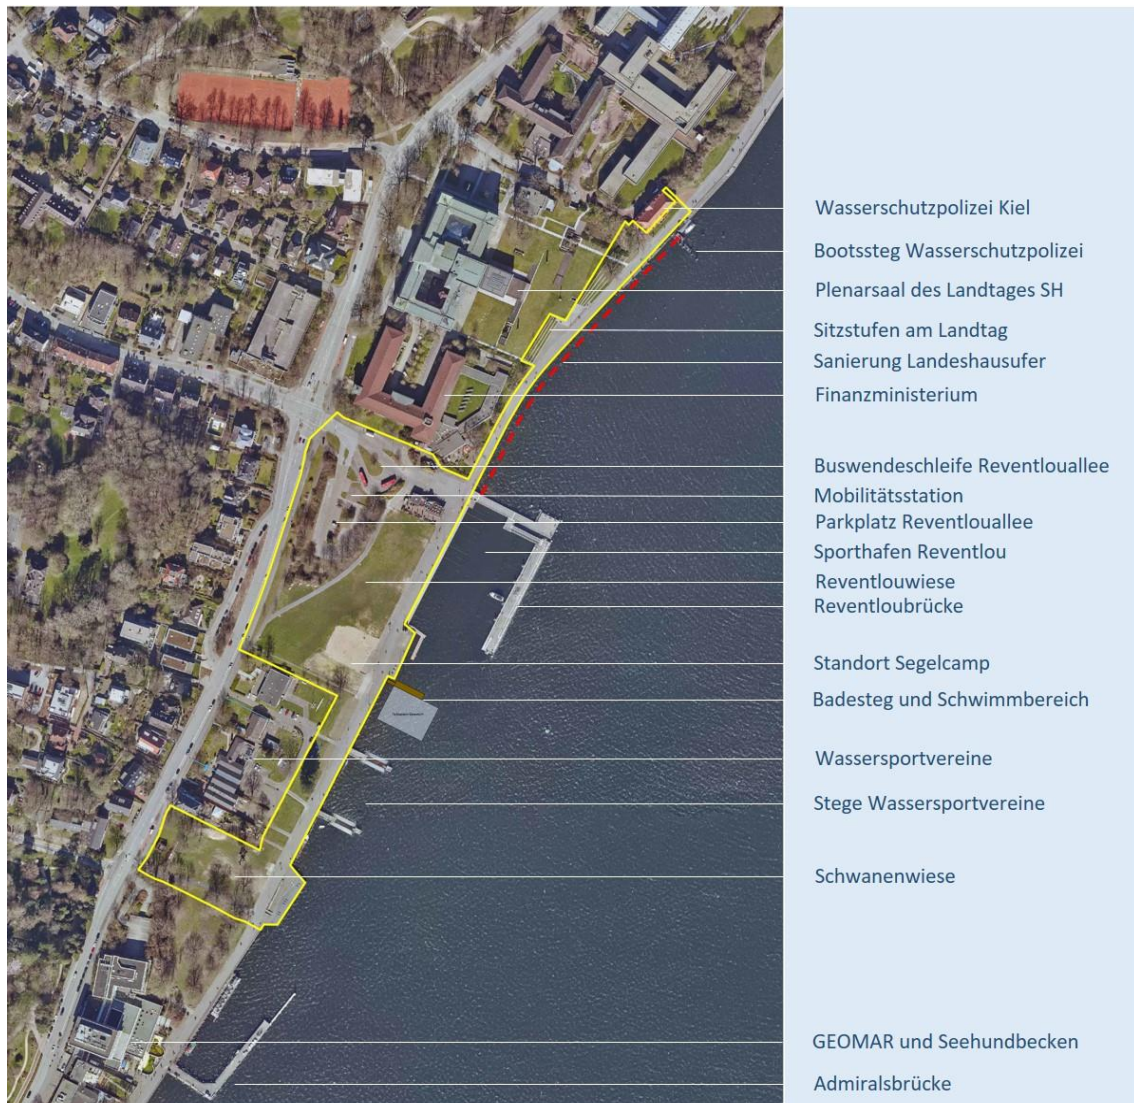 Wasserschutzpolizei Kiel
Bootssteg Wasserschutzpolizei
Plenarsaal des Landtages SH
Sitzstufen am Landtag
Sanierung Landeshausufer
Finanzministerium
Buswendeschleife Reventlouallee
Mobilitätsstation
Parkplatz Reventlouallee
Sporthafen Reventlou
Reventlouwiese
Reventloubrücke
Standort Segelcamp
Badesteg und Schwimmbereich
Wassersportvereine
Stege Wassersportvereine
Schwanenwiese
GEOMAR und Seehundbecken
Admiralsbrücke